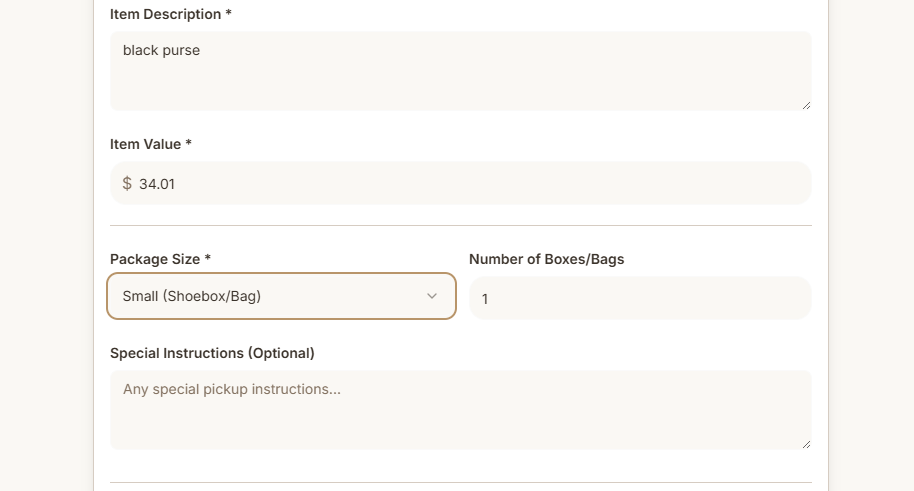 Item Description *
black purse
Item Value *
$ 34.01
Package Size *
Number of Boxes/Bags
Small (Shoebox/Bag)
1
Special Instructions (Optional)
Any special pickup instructions...